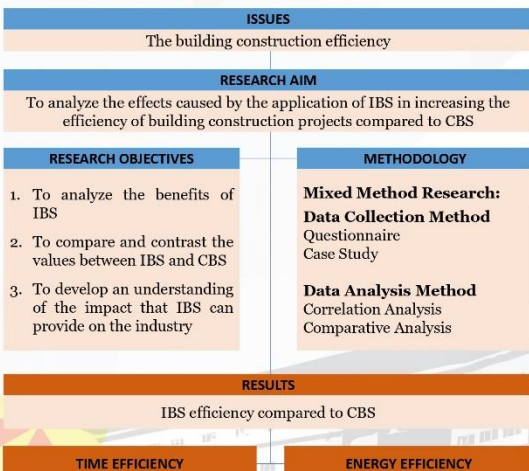 ISSUES
The building construction efficiency
RESEARCH AIM
To analyze the effects caused by the application of IBS in increasing the
efficiency of building construction projects compared to CBS
RESEARCH OBJECTIVES
1. To analyze the benefits of
IBS
2. To compare and contrast the
values between IBS and CBS
3. To develop an understanding
of the impact that IBS can
provide on the industry
METHODOLOGY
Mixed Method Research:
Data Collection Method
Questionnaire
Case Study
Data Analysis Method
Correlation Analysis
Comparative Analysis
RESULTS
IBS efficiency compared to CBS
TIME EFFICIENCY
ENERGY EFFICIENCY